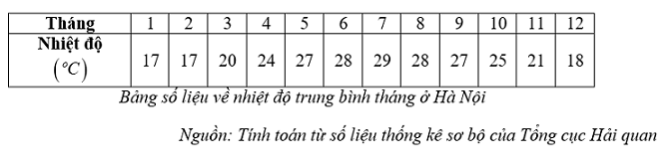 Tháng 1 2 3 4 5 6 7 8 9 10 11 12
Nhiệt độ
(°C) 17 17 20 24 27 28 29 28 27 25 21 18
Bảng số liệu về nhiệt độ trung bình tháng ở Hà Nội
Nguồn: Tính toán từ số liệu thống kê sơ bộ của Tổng cục Hải quan